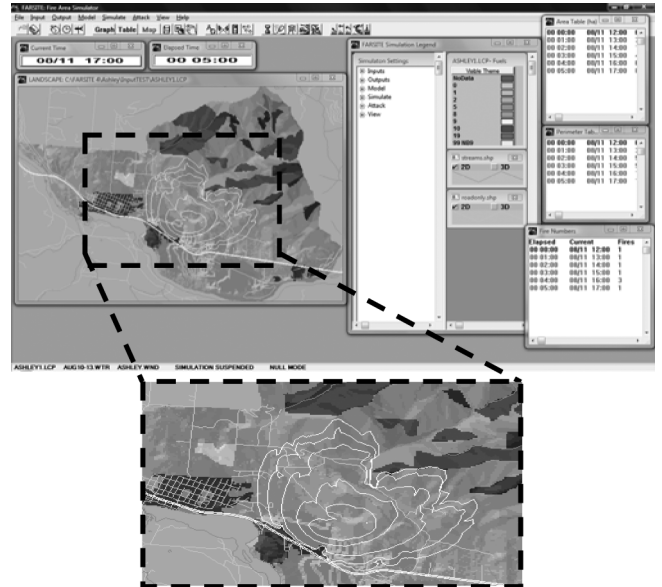 FARSITE: Fire Area Simulator
File Input Output Model Simulate Attack View Help
Graph Table Map
Current Time
08/11 17:00
Elapsed Time
00 05:00
LANDSCAPE: C:\FARSITE 4\Ashley\Input\TEST\ASHLEY1.LCP
FARSITE Simulation Legend
Simulation Settings
Inputs
Outputs
Model
Simulate
Attack
View
ASHLEY1.LCP- Fuels
Visible Theme
NoData
0
1
2
5
8
9
10
19
99 NB9
streams.shp
2D 3D
roadsonly.shp
2D 3D
Area Table (ha)
00 00:00 08/11 12:00
00 01:00 08/11 13:00
00 02:00 08/11 14:00
00 03:00 08/11 15:00
00 04:00 08/11 16:00
00 05:00 08/11 17:00
Perimeter Tab...
00 00:00 08/11 12:00
00 01:00 08/11 13:00
00 02:00 08/11 14:00
00 03:00 08/11 15:00
00 04:00 08/11 16:00
00 05:00 08/11 17:00
Fire Numbers
Elapsed Current Fires
00 00:00 08/11 12:00 1
00 01:00 08/11 13:00 1
00 02:00 08/11 14:00 1
00 03:00 08/11 15:00 1
00 04:00 08/11 16:00 3
00 05:00 08/11 17:00 1
ASHLEY1.LCP AUG10-13.WTR ASHLEY.WND SIMULATION SUSPENDED NULL MODE